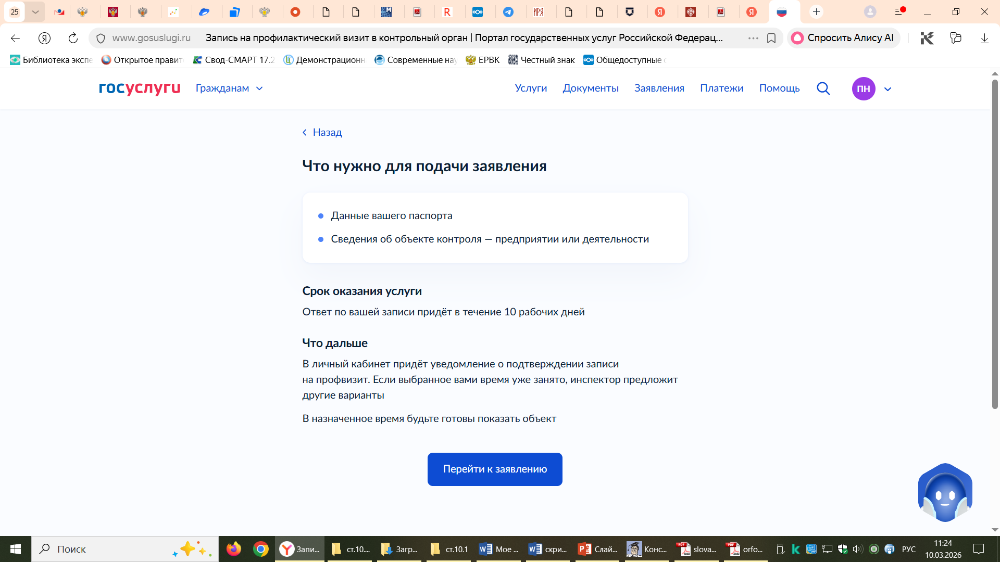 25
www.gosuslugi.ru Запись на профилактический визит в контрольный орган | Портал государственных услуг Российской Федерац... Спросить Алису AI
Библиотека экспе Открытое правит Свод-СМАРТ 17.2 Демонстрационн Современные нау ЕРВК Честный знак Общедоступные
госуслуги Гражданам Услуги Документы Заявления Платежи Помощь ПН
Назад
Что нужно для подачи заявления
Данные вашего паспорта
Сведения об объекте контроля — предприятии или деятельности
Срок оказания услуги
Ответ по вашей записи придёт в течение 10 рабочих дней
Что дальше
В личный кабинет придёт уведомление о подтверждении записи
на профвизит. Если выбранное вами время уже занято, инспектор предложит
другие варианты
В назначенное время будьте готовы показать объект
Перейти к заявлению
Поиск Запи... ст.10.... Загр... ст.10.1 Мое ... скри... Слай... Конс... slova... orfo... РУС 11:24
10.03.2026